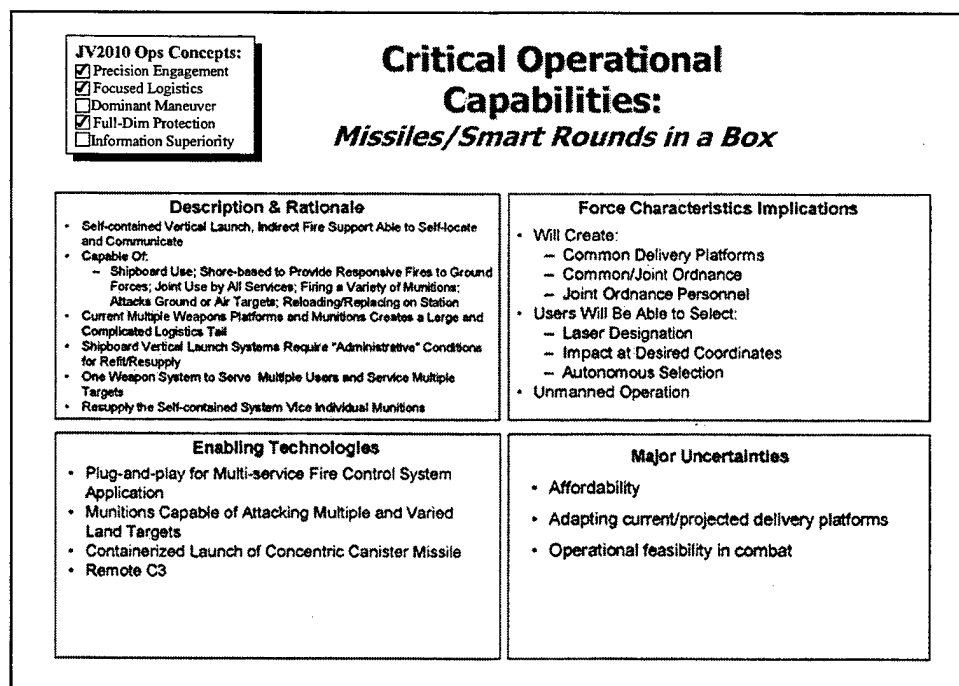 JV2010 Ops Concepts:
☑ Precision Engagement
☑ Focused Logistics
☐ Dominant Maneuver
☑ Full-Dim Protection
☐ Information Superiority
Critical Operational
Capabilities:
Missiles/Smart Rounds in a Box
Description & Rationale
• Self-contained Vertical Launch, Indirect Fire Support Able to Self-locate
and Communicate
• Capable Of:
– Shipboard Use; Shore-based to Provide Responsive Fires to Ground
Forces; Joint Use by All Services; Firing a Variety of Munitions;
Attacks Ground or Air Targets; Reloading/Replacing on Station
• Current Multiple Weapons Platforms and Munitions Creates a Large and
Complicated Logistics Tail
• Shipboard Vertical Launch Systems Require "Administrative" Conditions
for Refit/Resupply
• One Weapon System to Serve Multiple Users and Service Multiple
Targets
• Resupply the Self-contained System Vice Individual Munitions
Force Characteristics Implications
• Will Create:
– Common Delivery Platforms
– Common/Joint Ordnance
– Joint Ordnance Personnel
• Users Will Be Able to Select:
– Laser Designation
– Impact at Desired Coordinates
– Autonomous Selection
• Unmanned Operation
Enabling Technologies
• Plug-and-play for Multi-service Fire Control System
Application
• Munitions Capable of Attacking Multiple and Varied
Land Targets
• Containerized Launch of Concentric Canister Missile
• Remote C3
Major Uncertainties
• Affordability
• Adapting current/projected delivery platforms
• Operational feasibility in combat